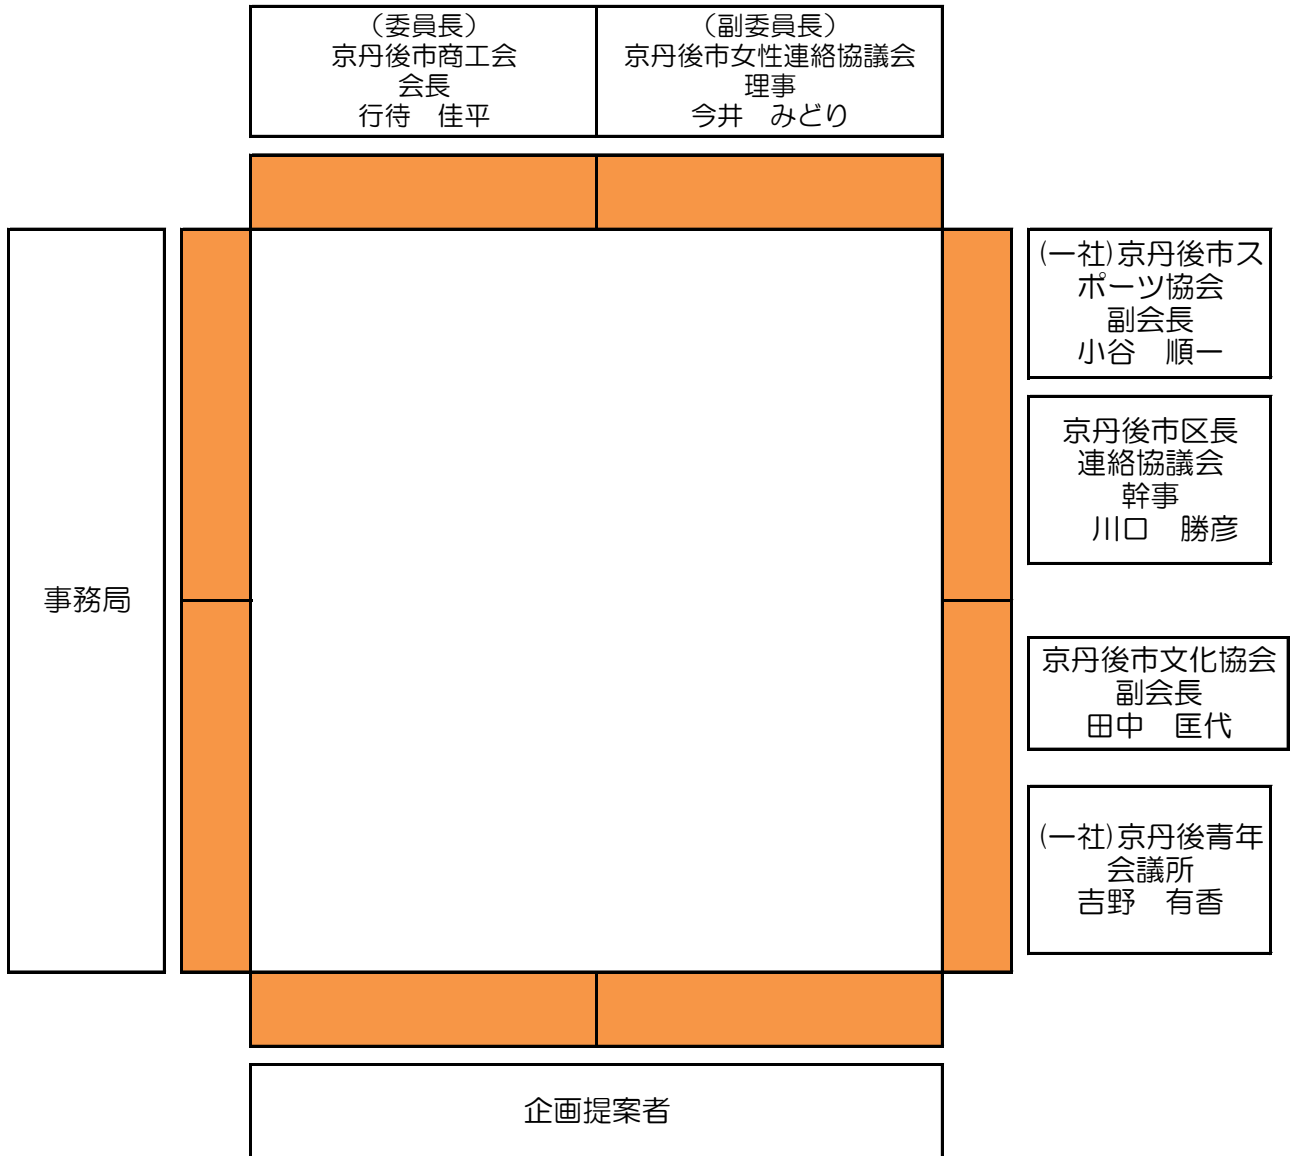 （委員長）
京丹後市商工会
会長
行待　佳平
（副委員長）
京丹後市女性連絡協議会
理事
今井　みどり
(一社)京丹後市ス
ポーツ協会
副会長
小谷　順一
京丹後市区長
連絡協議会
幹事
川口　勝彦
事務局
京丹後市文化協会
副会長
田中　匡代
(一社)京丹後青年
会議所
吉野　有香
企画提案者